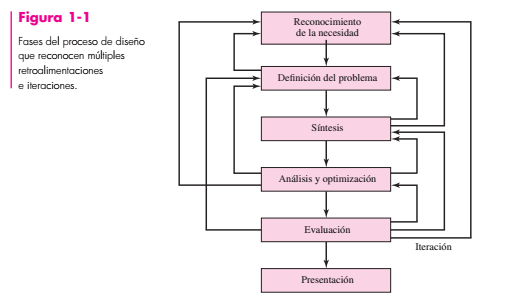 Figura 1-1
Fases del proceso de diseño
que reconocen múltiples
retroalimentaciones
e iteraciones.
Reconocimiento
de la necesidad
Definición del problema
Síntesis
Análisis y optimización
Evaluación
Iteración
Presentación